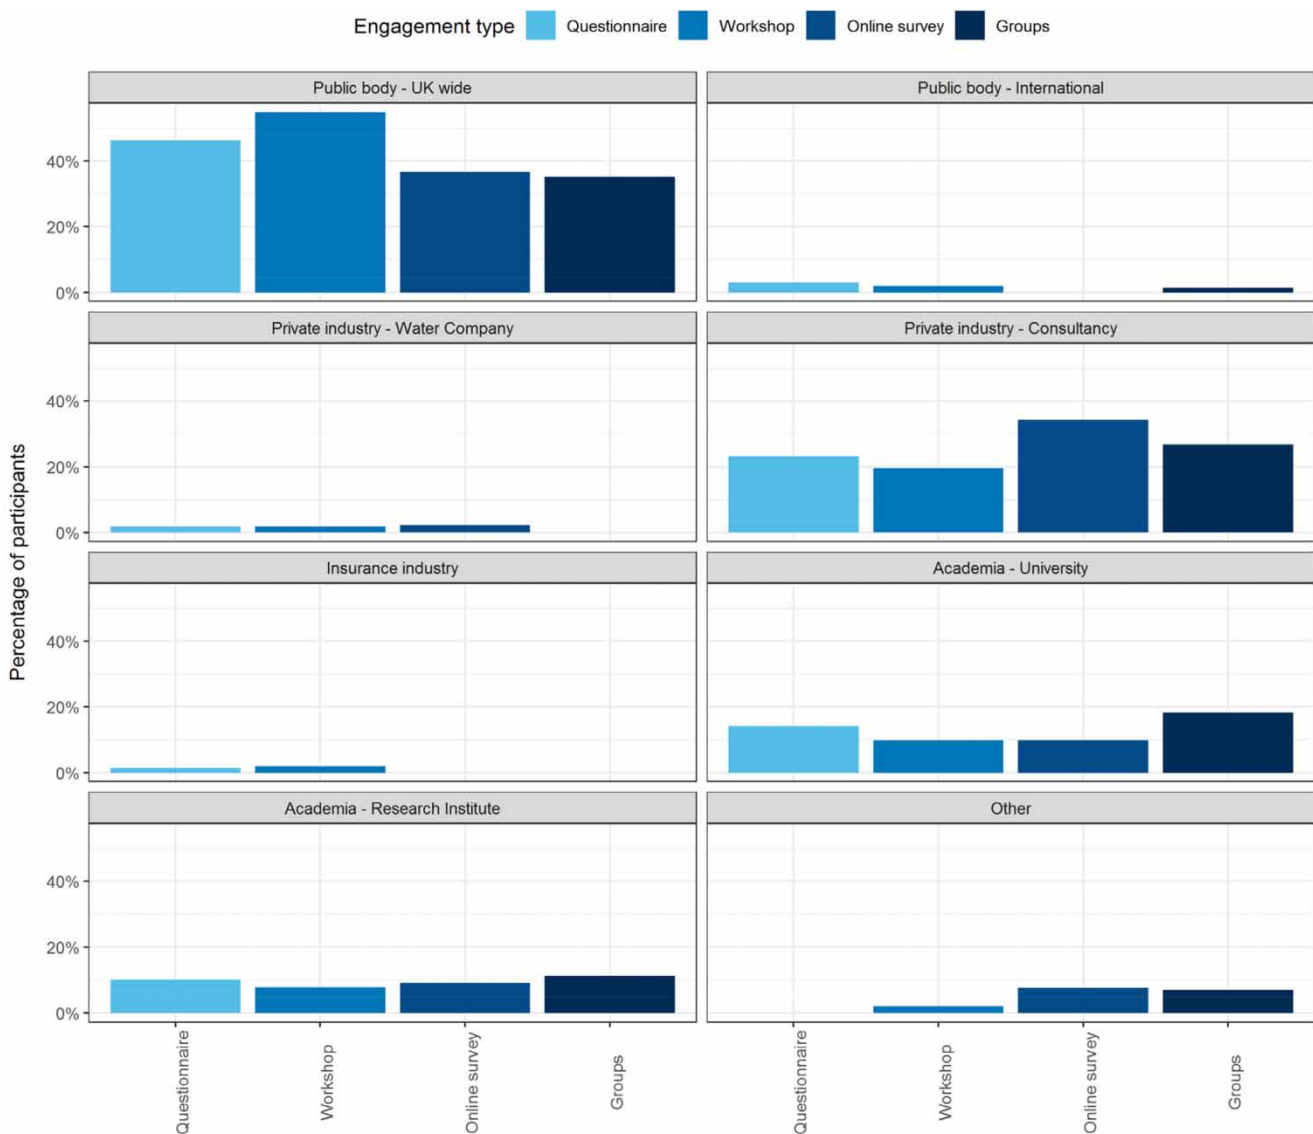 Engagement type Questionnaire Workshop Online survey Groups
Percentage of participants
Public body - UK wide
Public body - International
40%
20%
0%
Private industry - Water Company
Private industry - Consultancy
40%
20%
0%
Insurance industry
Academia - University
40%
20%
0%
Academia - Research Institute
Other
40%
20%
0%
Questionnaire
Workshop
Online survey
Groups
Questionnaire
Workshop
Online survey
Groups